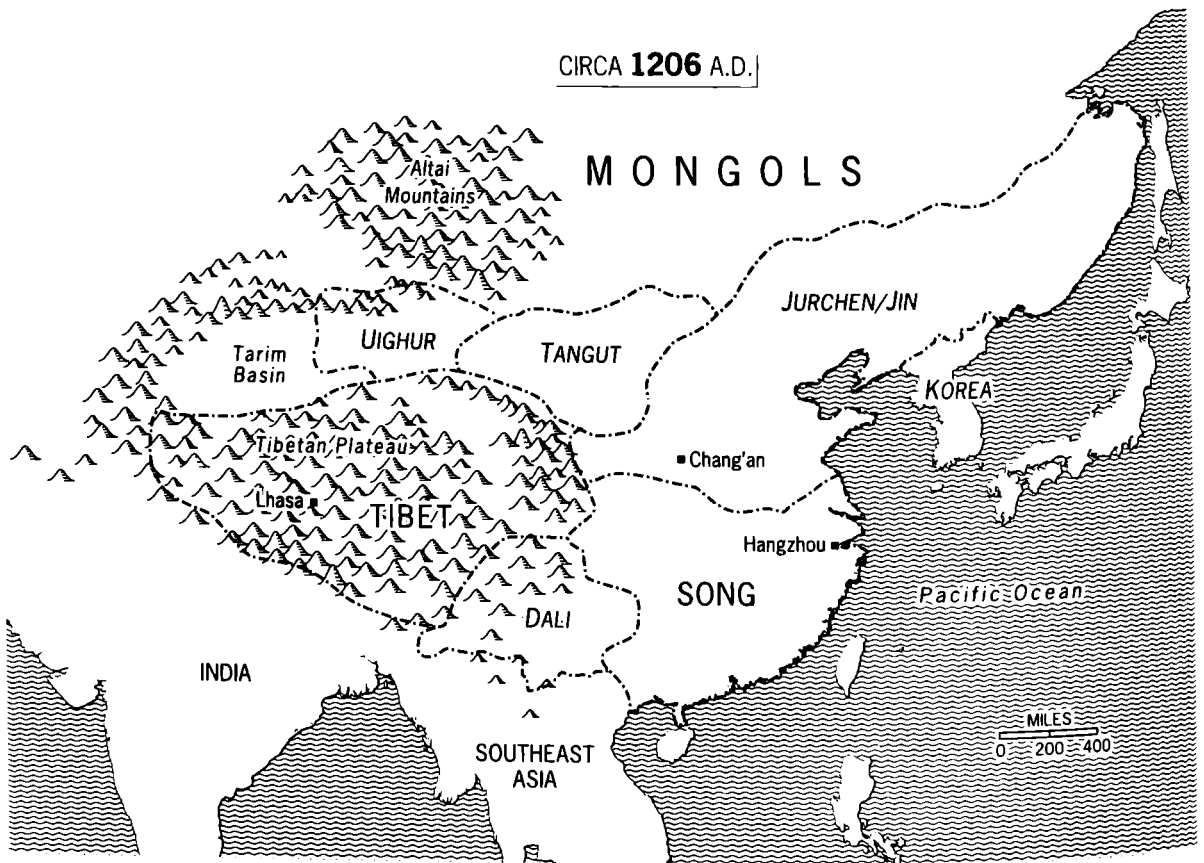 CIRCA 1206 A.D.
MONGOLS
Altai
Mountains
JURCHEN/JIN
UIGHUR
TANGUT
Tarim
Basin
KOREA
Tibetan Plateau
Chang'an
Lhasa
TIBET
Hangzhou
SONG
Pacific Ocean
DALI
INDIA
MILES
0 200 400
SOUTHEAST
ASIA